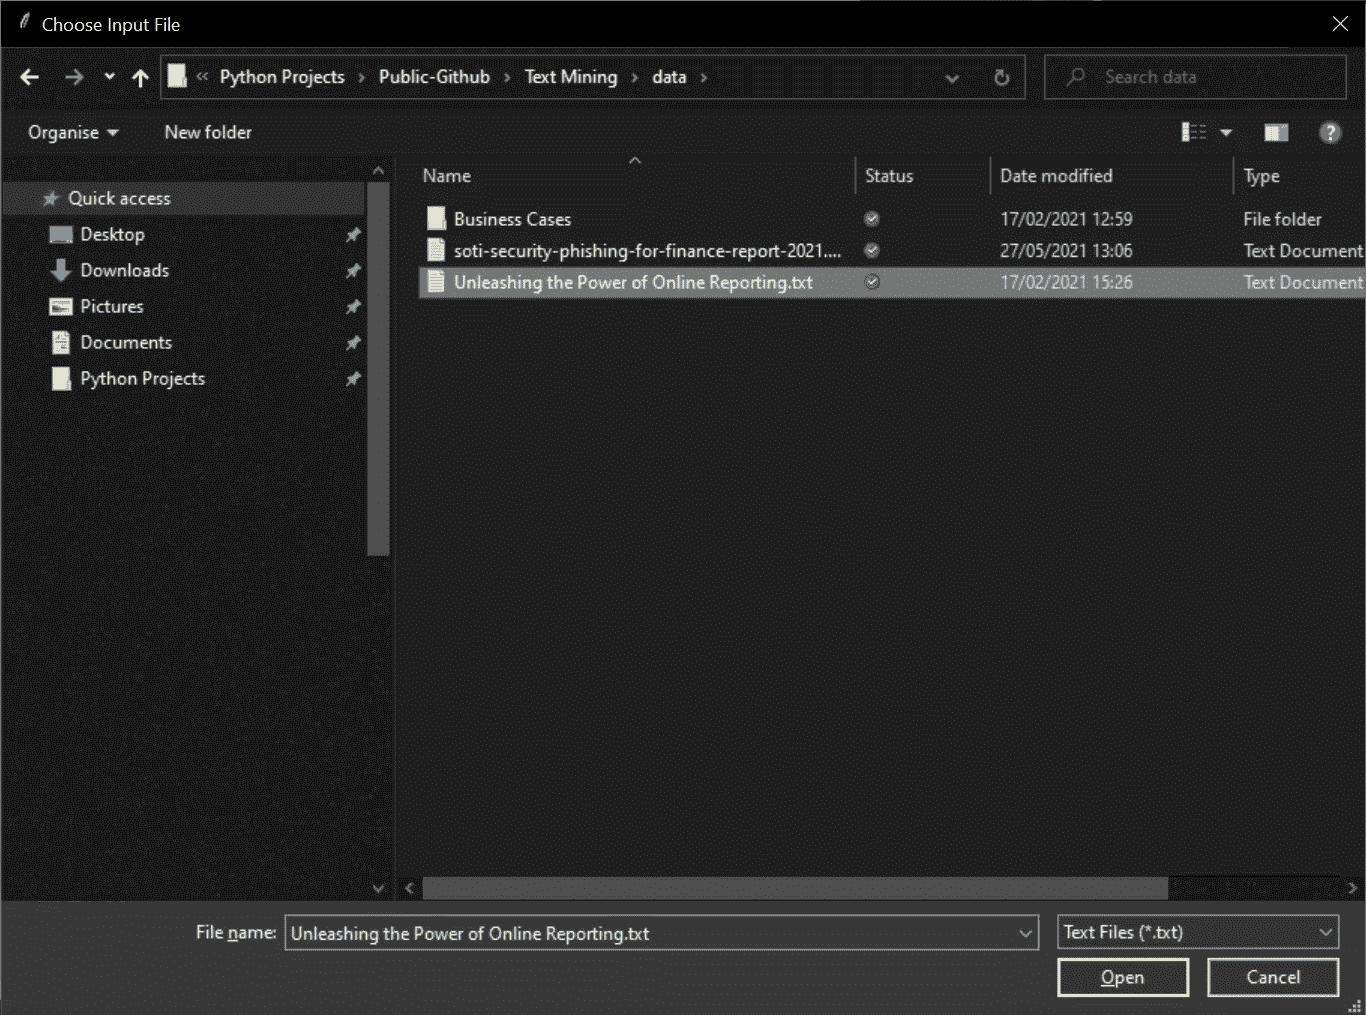 Choose Input File
« Python Projects › Public-Github › Text Mining › data ›
Search data
Organise
New folder
?
Name
Status
Date modified
Type
Quick access
Desktop
Downloads
Pictures
Documents
Python Projects
Business Cases 17/02/2021 12:59 File folder
soti-security-phishing-for-finance-report-2021.... 27/05/2021 13:06 Text Document
Unleashing the Power of Online Reporting.txt 17/02/2021 15:26 Text Document
File name: Unleashing the Power of Online Reporting.txt
Text Files (*.txt)
Open
Cancel